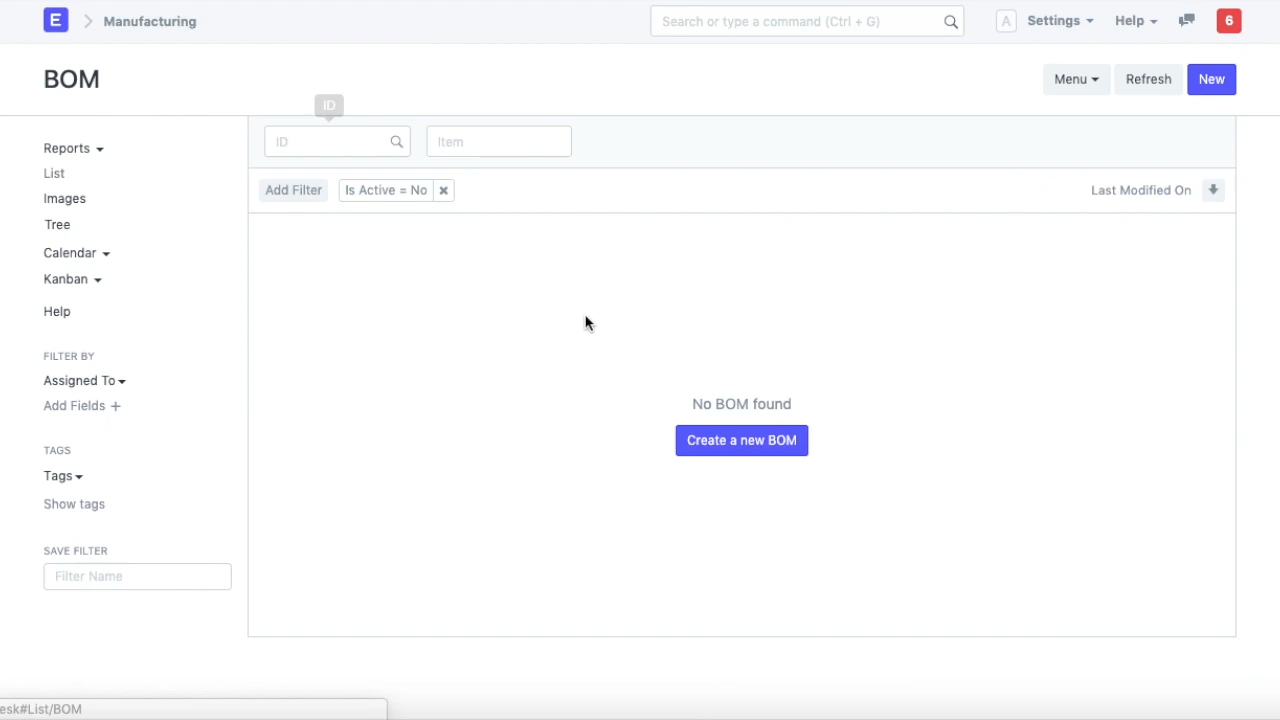 E Manufacturing Search or type a command (Ctrl + G) A Settings Help 6
BOM Menu Refresh New
ID
ID Item
Reports
List
Images
Tree
Calendar
Kanban
Help
FILTER BY
Assigned To
Add Fields +
TAGS
Tags
Show tags
SAVE FILTER
Filter Name
Add Filter Is Active = No Last Modified On
No BOM found
Create a new BOM
esk#List/BOM